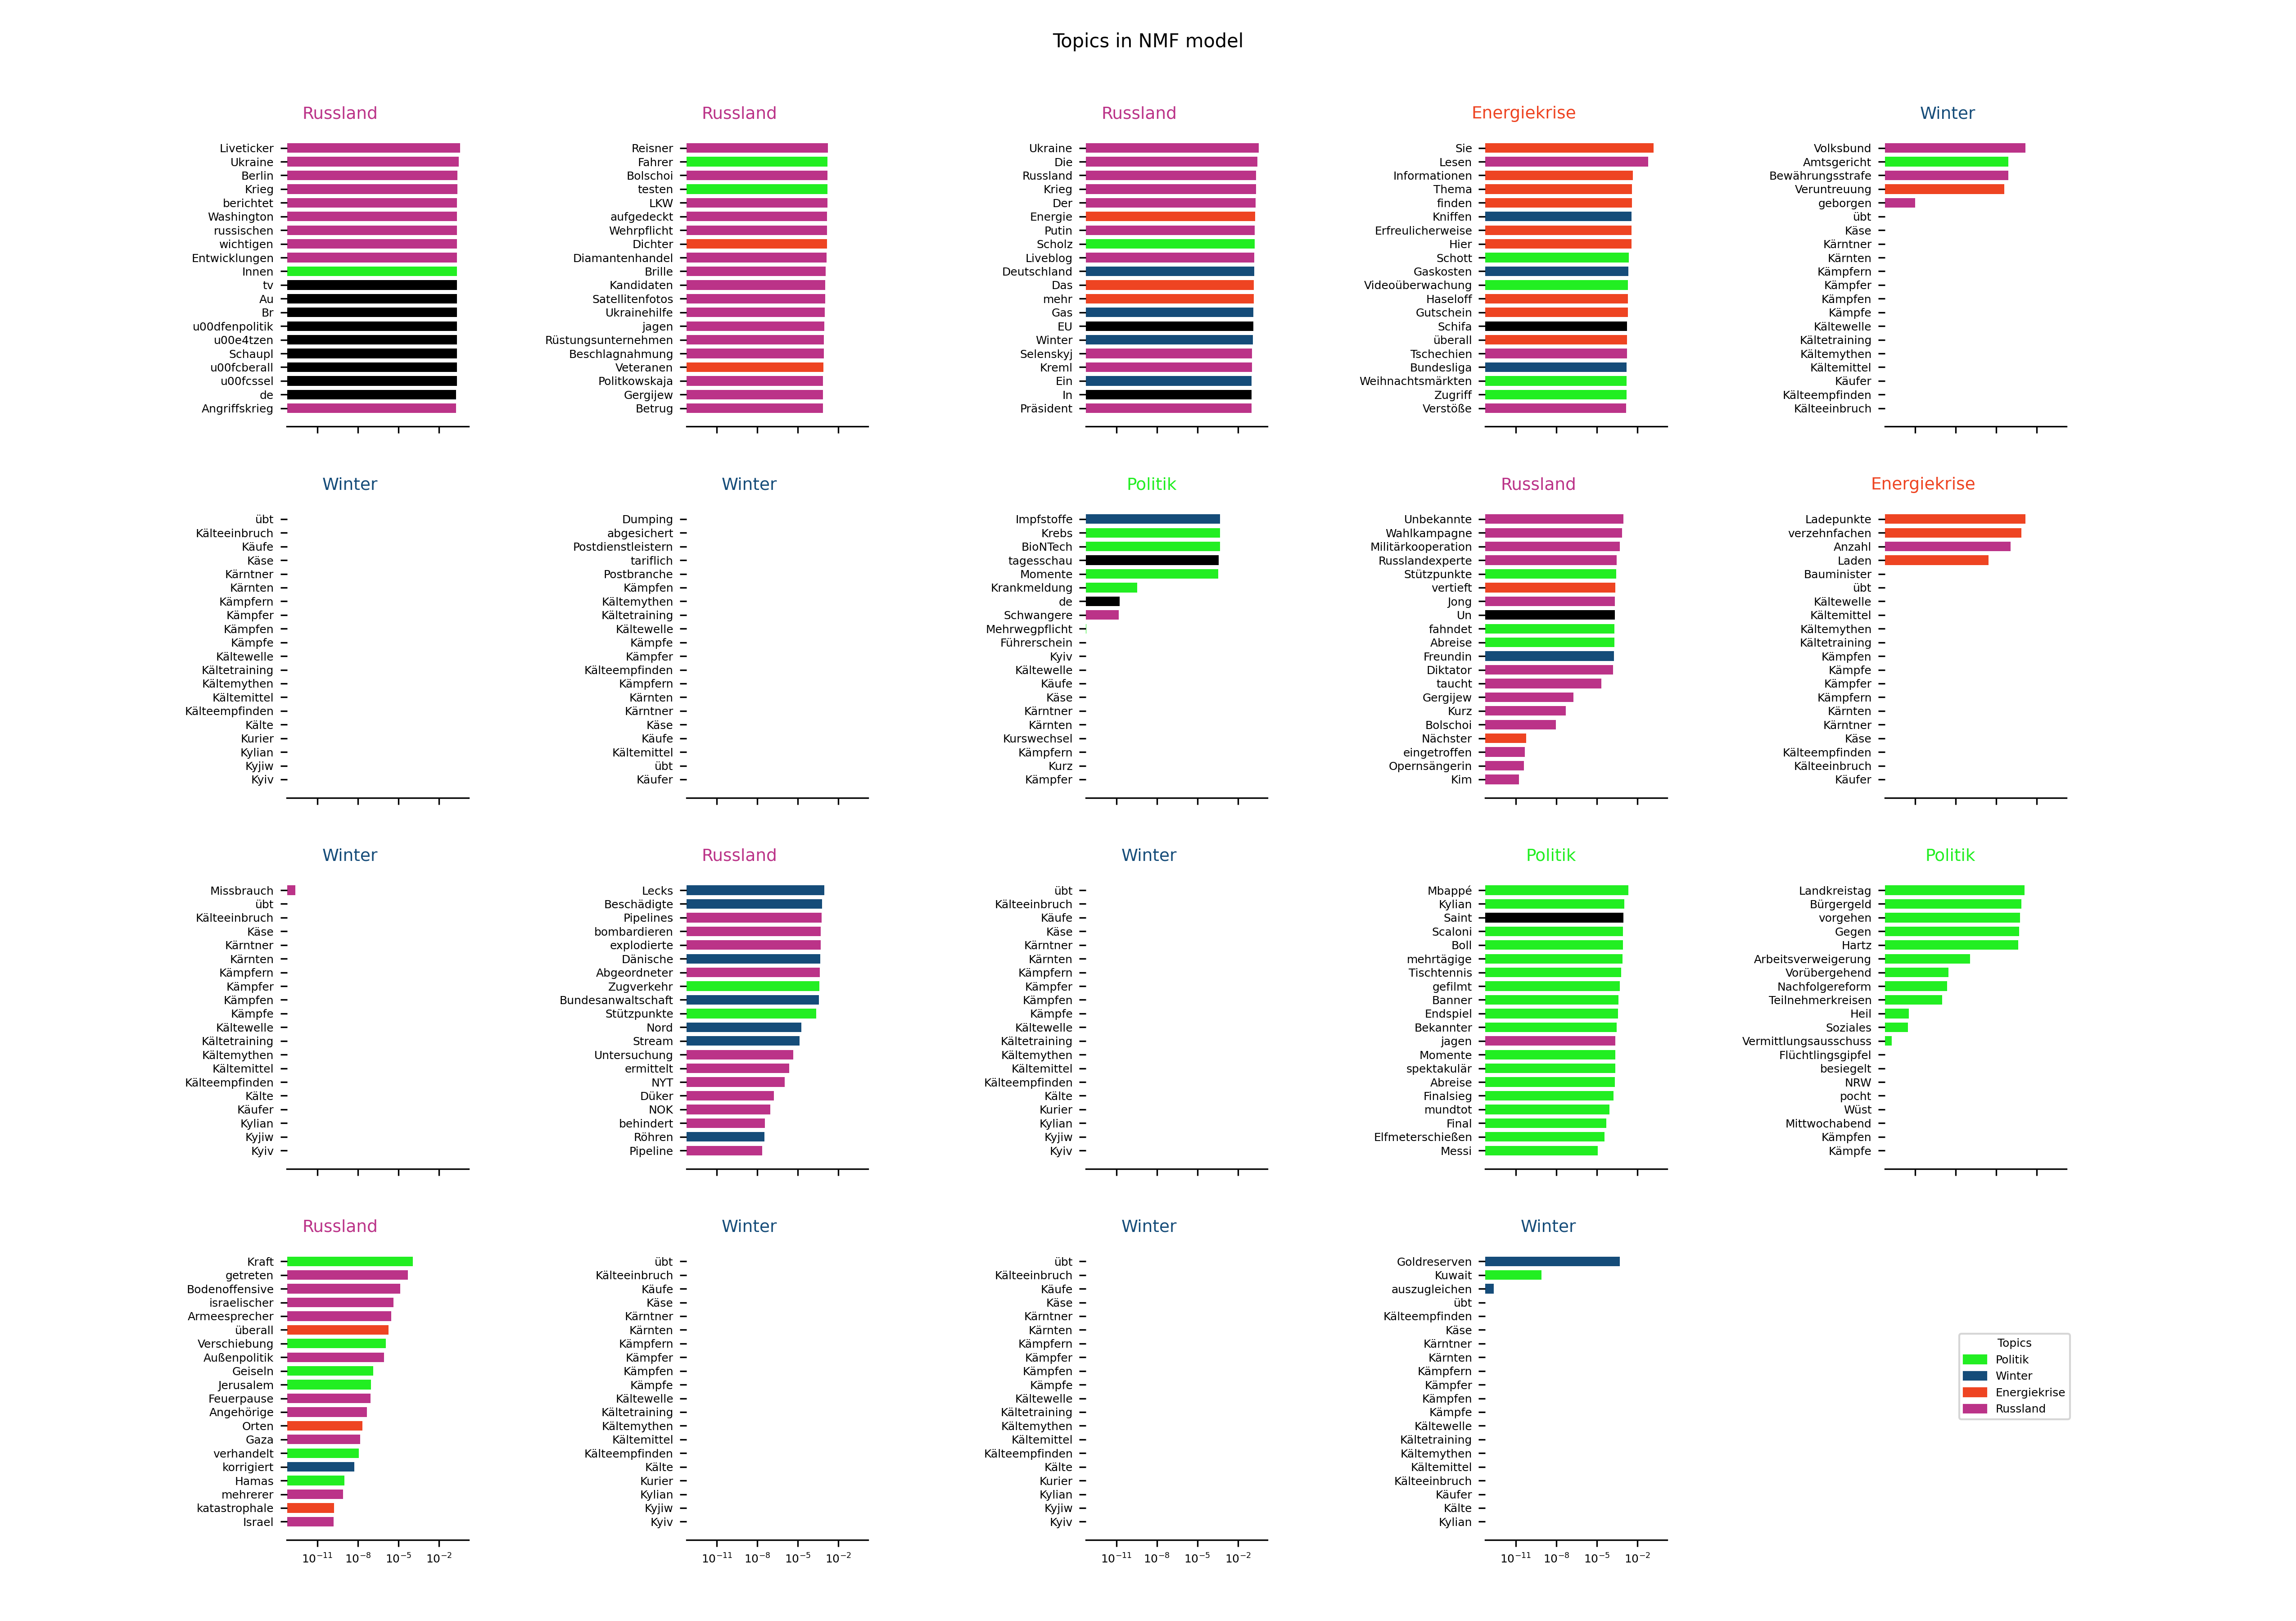 Topics in NMF model
Russland
Liveticker
Ukraine
Berlin
Krieg
berichtet
Washington
russischen
wichtigen
Entwicklungen
Innen
tv
Au
Br
u00dfenpolitik
u00e4tzen
Schaupl
u00fcberall
u00fcssel
de
Angriffskrieg
Russland
Reisner
Fahrer
Bolschoi
testen
LKW
aufgedeckt
Wehrpflicht
Dichter
Diamantenhandel
Brille
Kandidaten
Satellitenfotos
Ukrainehilfe
jagen
Rüstungsunternehmen
Beschlagnahmung
Veteranen
Politkowskaja
Gergijew
Betrug
Russland
Ukraine
Die
Russland
Krieg
Der
Energie
Putin
Scholz
Liveblog
Deutschland
Das
mehr
Gas
EU
Winter
Selenskyj
Kreml
Ein
In
Präsident
Energiekrise
Sie
Lesen
Informationen
Thema
finden
Kniffen
Erfreulicherweise
Hier
Schott
Gaskosten
Videoüberwachung
Haseloff
Gutschein
Schifa
überall
Tschechien
Bundesliga
Weihnachtsmärkten
Zugriff
Verstöße
Winter
Volksbund
Amtsgericht
Bewährungsstrafe
Veruntreuung
geboren
übt
Käse
Kärntner
Kärnten
Kämpfern
Kämpfer
Kämpfen
Kämpfe
Kältewelle
Kältetraining
Kältemythen
Kältemittel
Käufer
Kälteempfinden
Kälteeinbruch
Winter
übt
Kälteeinbruch
Käufe
Käse
Kärntner
Kärnten
Kämpfern
Kämpfer
Kämpfen
Kämpfe
Kältewelle
Kältetraining
Kältemythen
Kältemittel
Kälteempfinden
Kälte
Kurier
Kylian
Kyjiw
Kyiv
Winter
Dumping
abgesichert
Postdienstleistern
tariflich
Postbranche
Kämpfen
Kältemythen
Kältetraining
Kältewelle
Kämpfe
Kämpfer
Kälteempfinden
Kämpfern
Kärnten
Kärntner
Käse
Käufe
Kältemittel
übt
Käufer
Politik
Impfstoffe
Krebs
BioNTech
tagesschau
Momente
Krankmeldung
de
Schwangere
Mehrwegpflicht
Führerschein
Kyiv
Kältewelle
Käufe
Käse
Kärntner
Kärnten
Kurswechsel
Kämpfern
Kurz
Kämpfer
Russland
Unbekannte
Wahlkampagne
Militärkooperation
Russlandexperte
Stützpunkte
vertieft
Jong
Un
fahndet
Abreise
Freundin
Diktator
taucht
Gergijew
Kurz
Bolschoi
Nächster
eingetroffen
Opernsängerin
Kim
Energiekrise
Ladepunkte
verzehnfachen
Anzahl
Laden
Bauminister
übt
Kältewelle
Kältemittel
Kältemythen
Kältetraining
Kämpfen
Kämpfe
Kämpfer
Kämpfern
Kärnten
Kärntner
Käse
Kälteempfinden
Kälteeinbruch
Käufer
Winter
Missbrauch
übt
Kälteeinbruch
Käse
Kärntner
Kärnten
Kämpfern
Kämpfer
Kämpfen
Kämpfe
Kältewelle
Kältetraining
Kältemythen
Kältemittel
Kälteempfinden
Kälte
Käufer
Kylian
Kyjiw
Kyiv
Russland
Lecks
Beschädigte
Pipelines
bombardieren
explodierte
Dänische
Abgeordneter
Zugverkehr
Bundesanwaltschaft
Stützpunkte
Nord
Stream
Untersuchung
ermittelt
NYT
Düker
NOK
behindert
Röhren
Pipeline
Winter
übt
Kälteeinbruch
Käufe
Käse
Kärntner
Kärnten
Kämpfern
Kämpfer
Kämpfen
Kämpfe
Kältewelle
Kältetraining
Kältemythen
Kältemittel
Kälteempfinden
Kälte
Kurier
Kylian
Kyjiw
Kyiv
Politik
Mbappé
Kylian
Saint
Scaloni
Boll
mehrtägige
Tischtennis
gefilmt
Banner
Endspiel
Bekannter
jagen
Momente
spektakulär
Abreise
Finalsieg
mundtot
Final
Elfmeterschießen
Messi
Politik
Landkreistag
Bürgergeld
vorgehen
Gegen
Hartz
Arbeitsverweigerung
Vorübergehend
Nachfolgereform
Teilnehmerkreisen
Heil
Soziales
Vermittlungsausschuss
Flüchtlingsgipfel
besiegelt
NRW
pocht
Wüst
Mittwochabend
Kämpfen
Kämpfe
Russland
Kraft
getreten
Bodenoffensive
israelischer
Armeesprecher
überall
Verschiebung
Außenpolitik
Geiseln
Jerusalem
Feuerpause
Angehörige
Orten
Gaza
verhandelt
korrigiert
Hamas
mehrerer
katastrophale
Israel
10⁻¹¹ 10⁻⁸ 10⁻⁵ 10⁻²
Winter
übt
Kälteeinbruch
Käufe
Käse
Kärntner
Kärnten
Kämpfern
Kämpfer
Kämpfen
Kämpfe
Kältewelle
Kältetraining
Kältemythen
Kältemittel
Kälteempfinden
Kälte
Kurier
Kylian
Kyjiw
Kyiv
10⁻¹¹ 10⁻⁸ 10⁻⁵ 10⁻²
Winter
übt
Kälteeinbruch
Käufe
Käse
Kärntner
Kärnten
Kämpfern
Kämpfer
Kämpfen
Kämpfe
Kältewelle
Kältetraining
Kältemythen
Kältemittel
Kälteempfinden
Kälte
Kurier
Kylian
Kyjiw
Kyiv
10⁻¹¹ 10⁻⁸ 10⁻⁵ 10⁻²
Winter
Goldreserven
Kuwait
auszugleichen
übt
Kälteempfinden
Käse
Kärntner
Kärnten
Kämpfern
Kämpfer
Kämpfen
Kämpfe
Kältewelle
Kältetraining
Kältemythen
Kältemittel
Kälteeinbruch
Käufer
Kälte
Kylian
10⁻¹¹ 10⁻⁸ 10⁻⁵ 10⁻²
Topics
Politik
Winter
Energiekrise
Russland